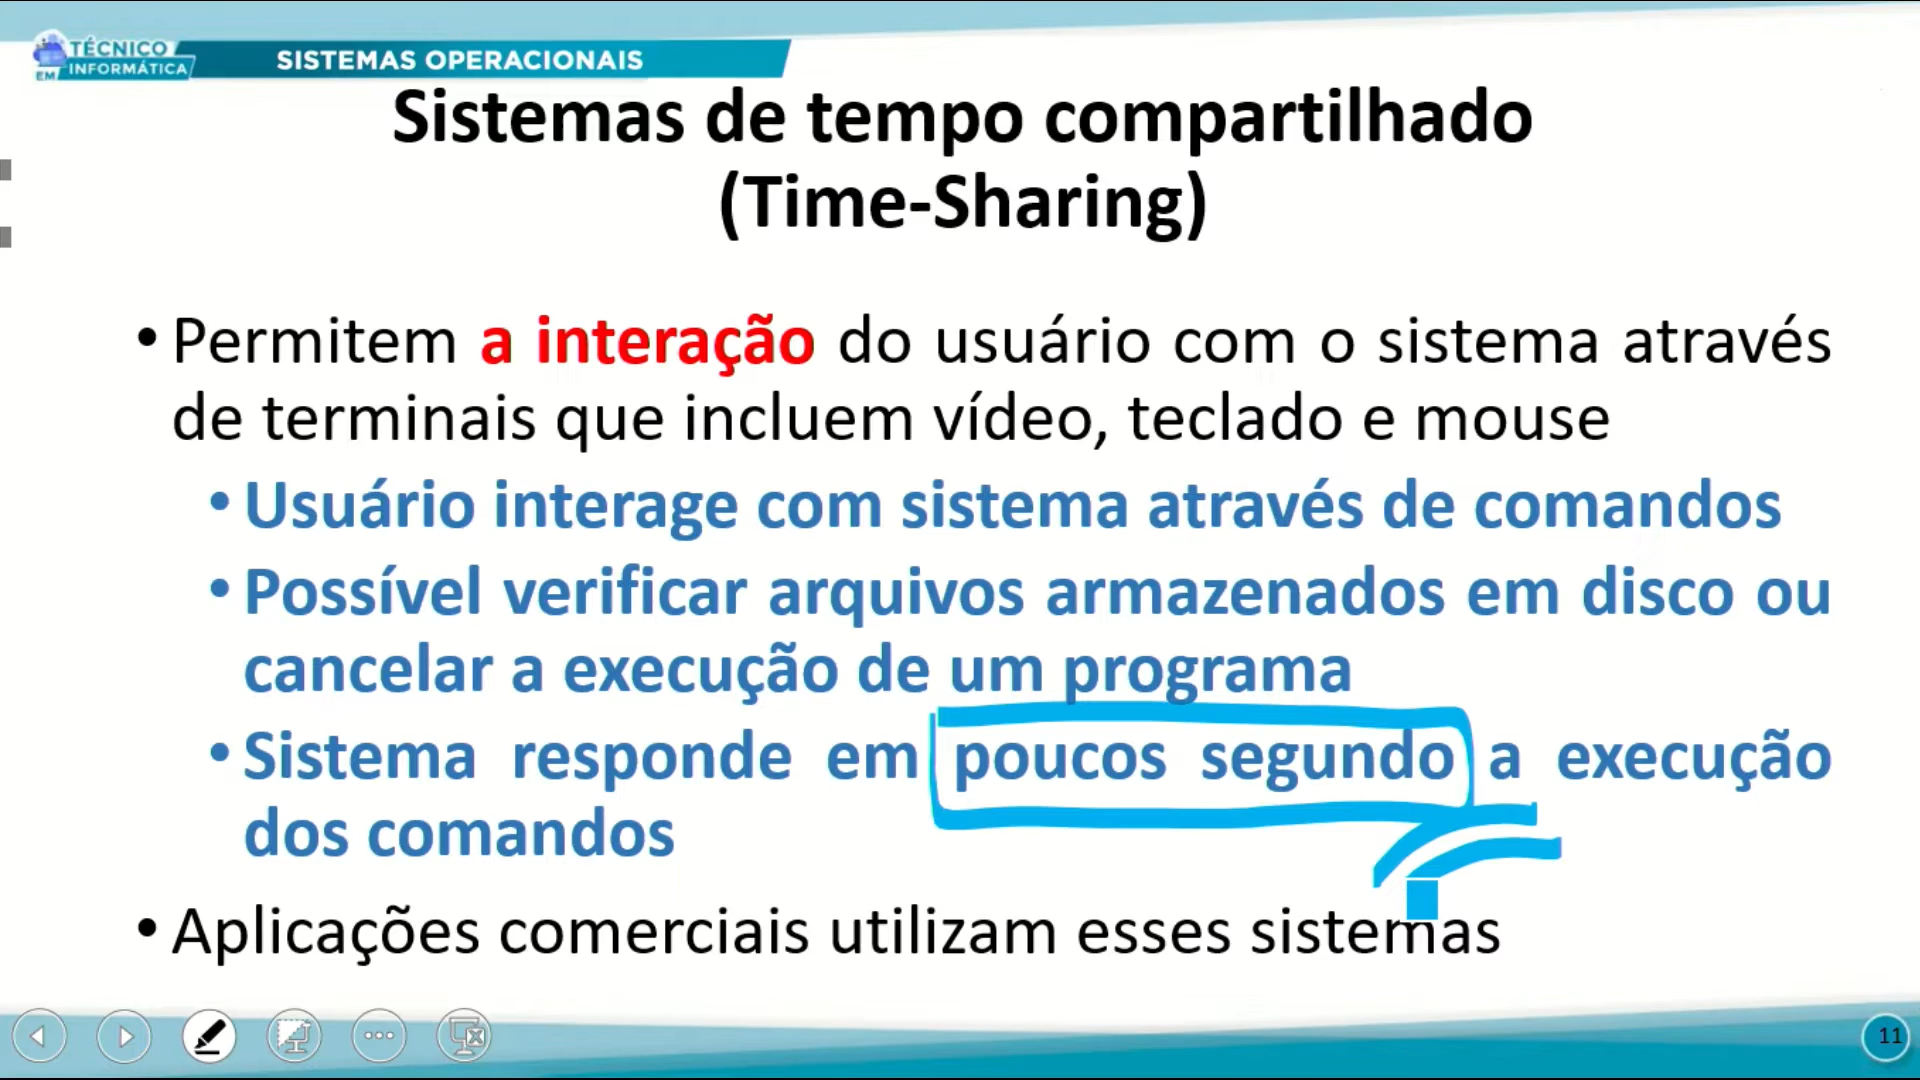 TÉCNICO
EM INFORMÁTICA
SISTEMAS OPERACIONAIS
Sistemas de tempo compartilhado
(Time-Sharing)
• Permitem a interação do usuário com o sistema através
de terminais que incluem vídeo, teclado e mouse
• Usuário interage com sistema através de comandos
• Possível verificar arquivos armazenados em disco ou
cancelar a execução de um programa
• Sistema responde em poucos segundo a execução
dos comandos
• Aplicações comerciais utilizam esses sistemas
11